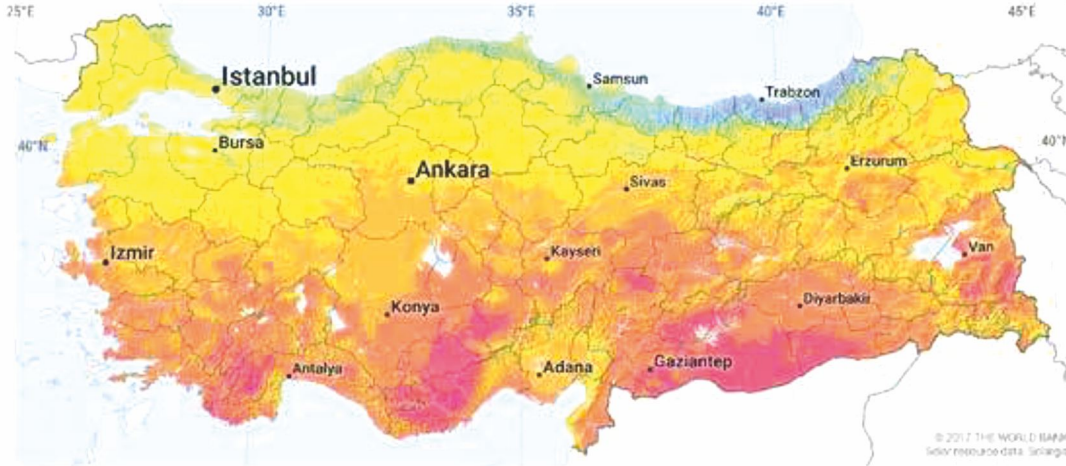 25°E
30°E
35°E
40°E
45°E
Istanbul
Samsun
Trabzon
40°N
Bursa
40°N
Ankara
Erzurum
Sivas
Izmir
Kayseri
Van
Konya
Diyarbakir
Antalya
Adana
Gaziantep
© 2017 THE WORLD BANK
Solar resource data: Solarg